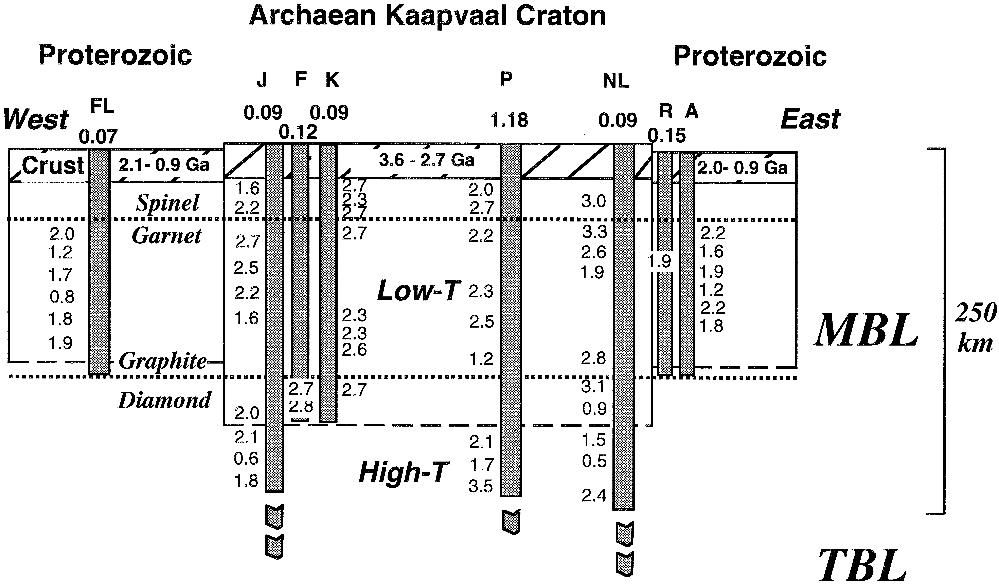 Archaean Kaapvaal Craton
Proterozoic
Proterozoic
J F K P NL
FL
R A
West
East
0.09 0.09 1.18 0.09
0.07 0.12 0.15
Crust
2.1- 0.9 Ga
3.6 - 2.7 Ga
2.0- 0.9 Ga
Spinel
Garnet
Graphite
Diamond
2.0
1.2
1.7
0.8
1.8
1.9
1.6
2.2
2.7
2.5
2.2
1.6
2.0
2.1
0.6
1.8
2.7
2.8
2.7
2.3
2.7
2.7
2.3
2.3
2.6
2.7
Low-T
High-T
2.0
2.7
2.2
2.3
2.5
1.2
2.1
1.7
3.5
3.0
3.3
2.6
1.9
2.8
3.1
0.9
1.5
0.5
2.4
1.9
2.2
1.6
1.9
1.2
2.2
1.8
MBL
250
km
TBL